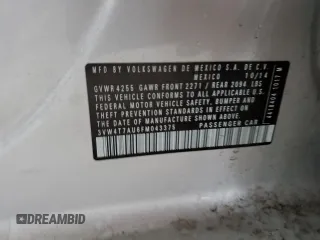 MFD BY VOLKSWAGEN DE MEXICO S.A. DE C.V.
MEXICO 10/14
GVWR 4255 GAWR FRONT 2271 / REAR 2094 LBS
THIS VEHICLE CONFORMS TO ALL APPLICABLE U.S.
FEDERAL MOTOR VEHICLE SAFETY, BUMPER AND
THEFT PREVENTION STANDARDS IN EFFECT ON THE
DATE OF MANUFACTURE SHOWN ABOVE.
3VW477AU6FM043375 PASSENGER CAR
DREAMBID